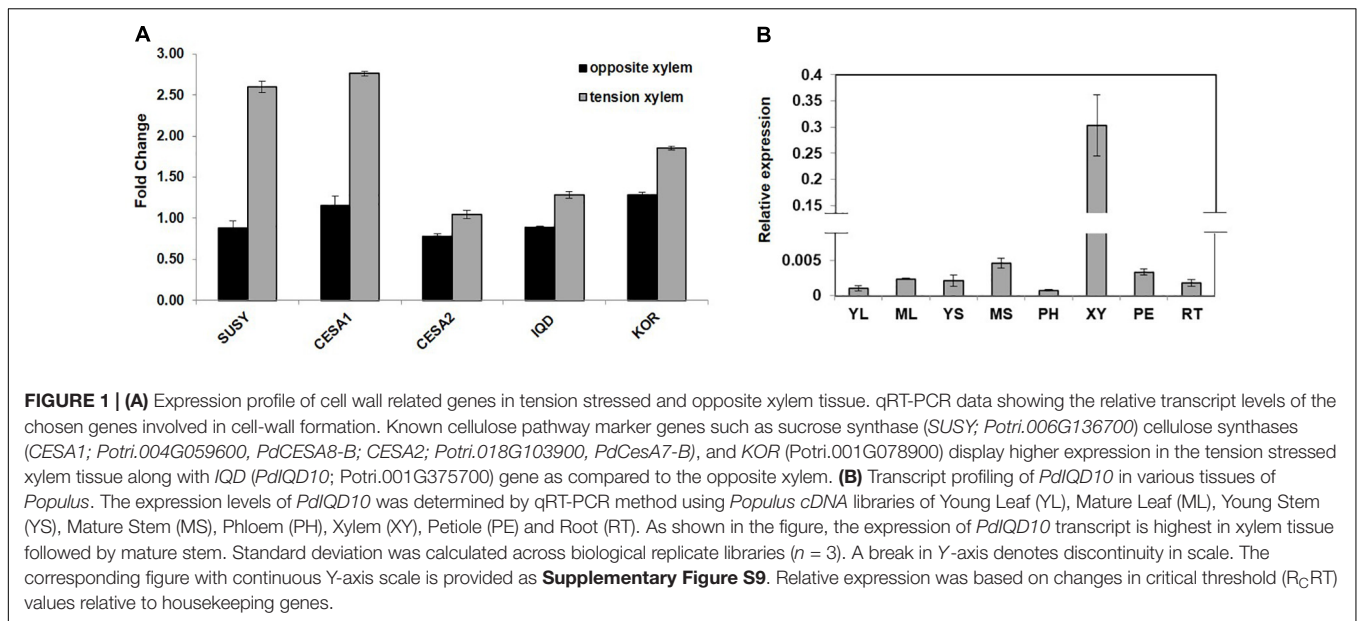 A
3.00
2.50
2.00
1.50
1.00
0.50
0.00
Fold Change
opposite xylem
tension xylem
SUSY
CESA1
CESA2
IQD
KOR
B
0.4
0.35
0.3
0.25
0.2
0.15
0.005
0
Relative expression
YL ML YS MS PH XY PE RT
FIGURE 1 | (A) Expression profile of cell wall related genes in tension stressed and opposite xylem tissue. qRT-PCR data showing the relative transcript levels of the
chosen genes involved in cell-wall formation. Known cellulose pathway marker genes such as sucrose synthase (SUSY; Potri.006G136700) cellulose synthases
(CESA1; Potri.004G059600, PdCESA8-B; CESA2; Potri.018G103900, PdCesA7-B), and KOR (Potri.001G078900) display higher expression in the tension stressed
xylem tissue along with IQD (PdIQD10; Potri.001G375700) gene as compared to the opposite xylem. (B) Transcript profiling of PdIQD10 in various tissues of
Populus. The expression levels of PdIQD10 was determined by qRT-PCR method using Populus cDNA libraries of Young Leaf (YL), Mature Leaf (ML), Young Stem
(YS), Mature Stem (MS), Phloem (PH), Xylem (XY), Petiole (PE) and Root (RT). As shown in the figure, the expression of PdIQD10 transcript is highest in xylem tissue
followed by mature stem. Standard deviation was calculated across biological replicate libraries (n = 3). A break in Y-axis denotes discontinuity in scale. The
corresponding figure with continuous Y-axis scale is provided as Supplementary Figure S9. Relative expression was based on changes in critical threshold (RCRT)
values relative to housekeeping genes.